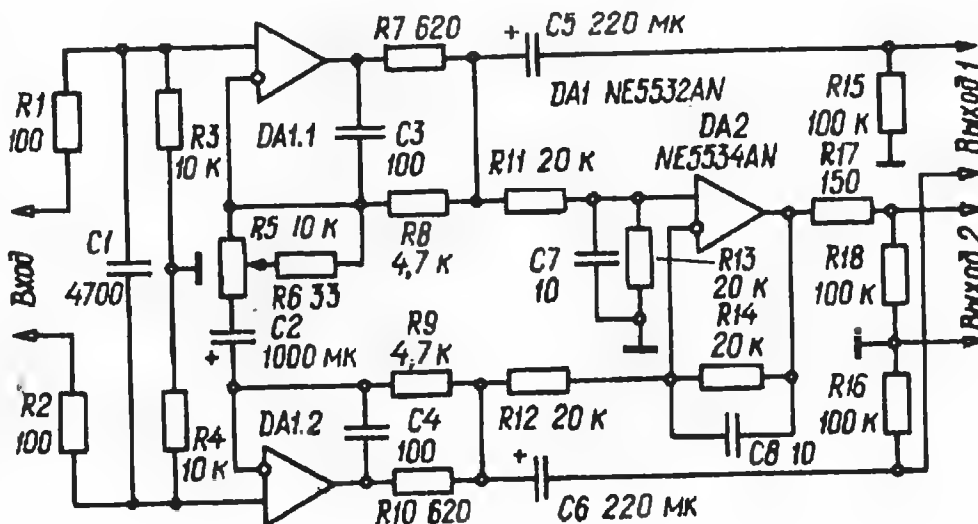 R7 620
C5 220 мк
DA1 NE5532AN
R1
100
R3
10 к
DA1.1
C3
100
R11 20 к
DA2
NE5534AN
R15
100 к
R17
150
Выход 1
Вход
C1
4700
R5 10 к
R6 33
R8
4,7 к
C7
10
R13
20 к
R14
20 к
R18
100 к
Выход 2
C2
1000 мк
R9
4,7 к
R2
100
R4
10 к
DA1.2
C4
100
R12 20 к
C8 10
R16
100 к
R10 620
C6 220 мк